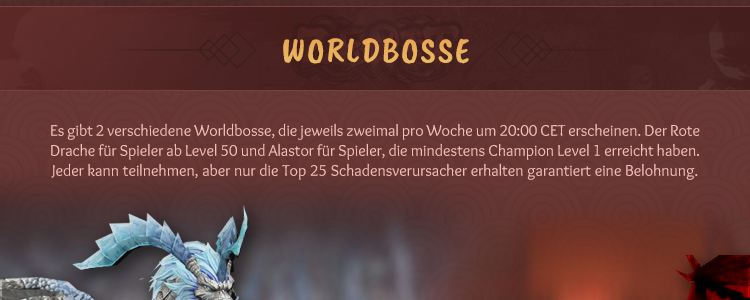 WORLDBOSSE
Es gibt 2 verschiedene Worldbosse, die jeweils zweimal pro Woche um 20:00 CET erscheinen. Der Rote
Drache für Spieler ab Level 50 und Alastor für Spieler, die mindestens Champion Level 1 erreicht haben.
Jeder kann teilnehmen, aber nur die Top 25 Schadensverursacher erhalten garantiert eine Belohnung.